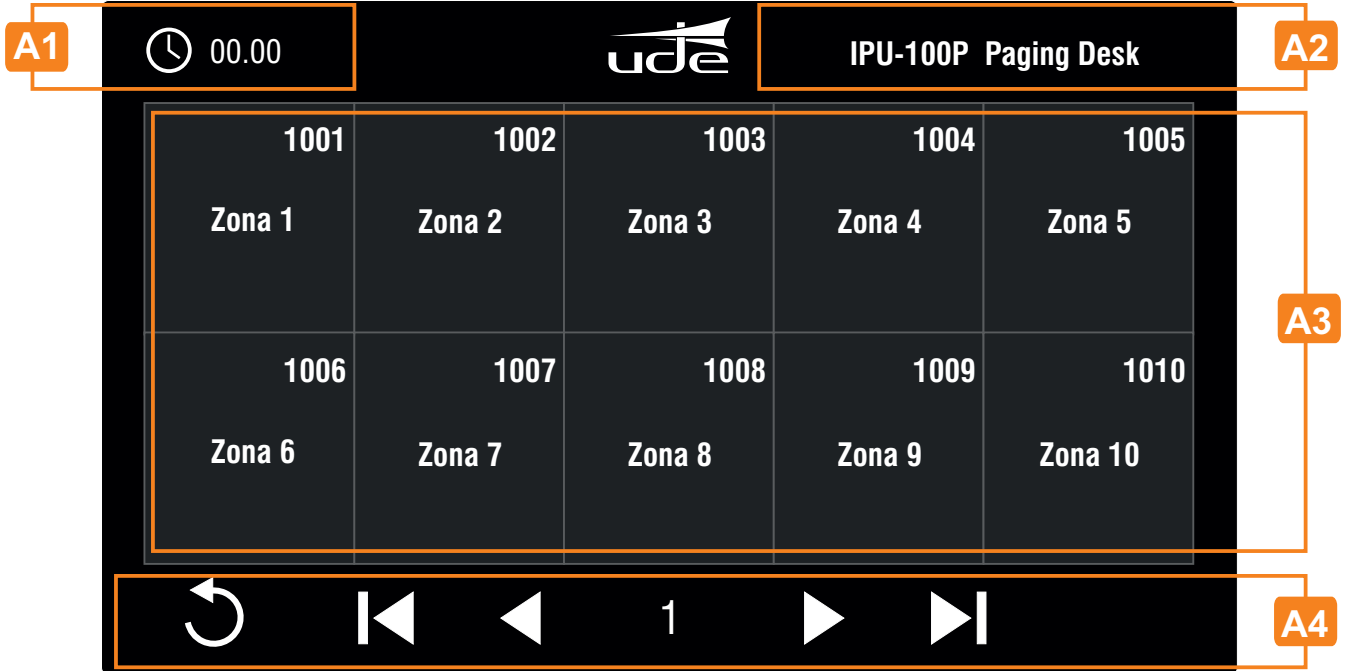 A1 00.00 ude IPU-100P Paging Desk A2
1001 1002 1003 1004 1005
Zona 1 Zona 2 Zona 3 Zona 4 Zona 5
A3
1006 1007 1008 1009 1010
Zona 6 Zona 7 Zona 8 Zona 9 Zona 10
1 A4